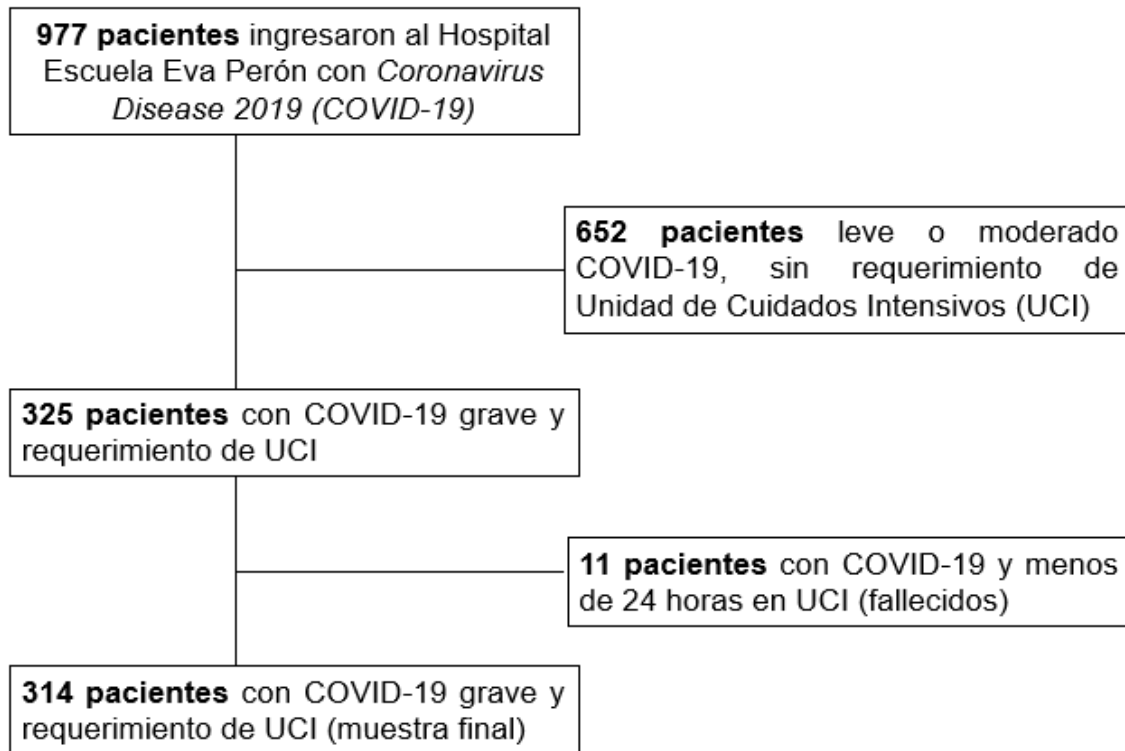 977 pacientes ingresaron al Hospital
Escuela Eva Perón con Coronavirus
Disease 2019 (COVID-19)
652 pacientes leve o moderado
COVID-19, sin requerimiento de
Unidad de Cuidados Intensivos (UCI)
325 pacientes con COVID-19 grave y
requerimiento de UCI
11 pacientes con COVID-19 y menos
de 24 horas en UCI (fallecidos)
314 pacientes con COVID-19 grave y
requerimiento de UCI (muestra final)